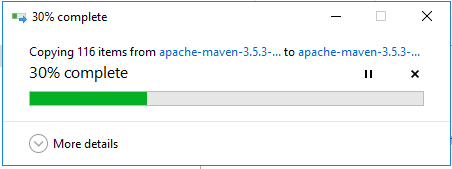 30% complete
Copying 116 items from apache-maven-3.5.3-... to apache-maven-3.5.3-...
30% complete
More details